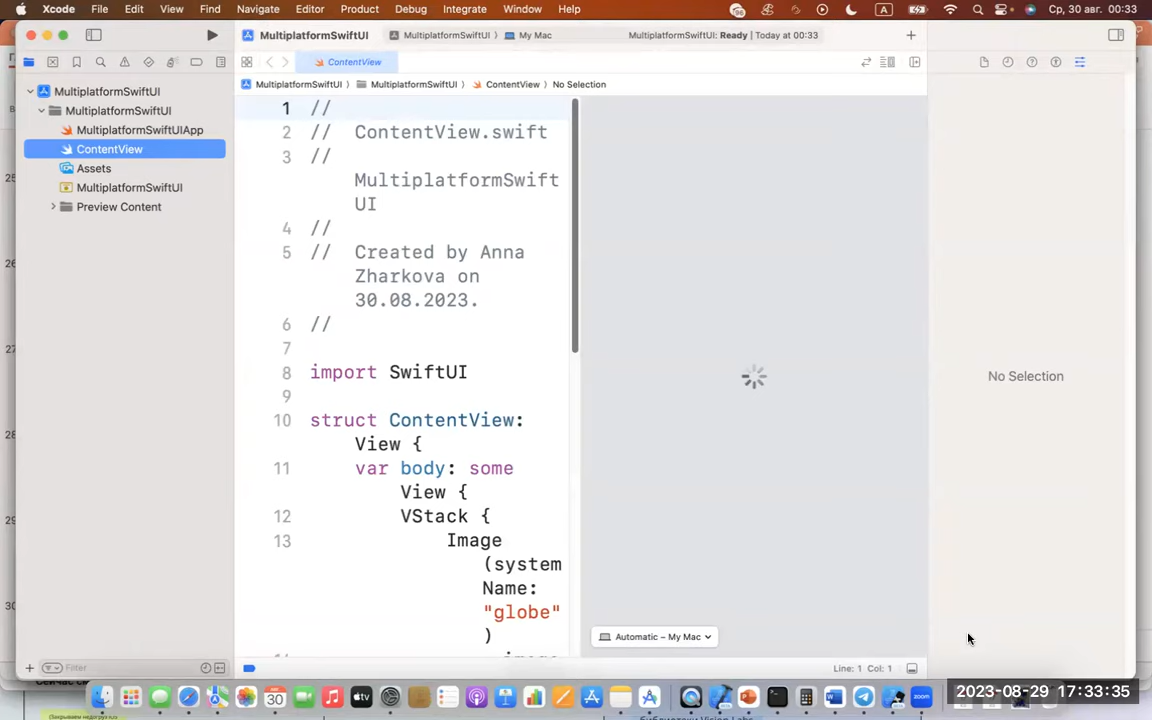 Xcode File Edit View Find Navigate Editor Product Debug Integrate Window Help A Ср, 30 авг. 00:33
MultiplatformSwiftUI
MultiplatformSwiftUI 〉 My Mac
MultiplatformSwiftUI: Ready | Today at 00:33
ContentView
MultiplatformSwiftUI 〉 MultiplatformSwiftUI 〉 ContentView 〉 No Selection
MultiplatformSwiftUI
MultiplatformSwiftUI
MultiplatformSwiftUIApp
ContentView
Assets
MultiplatformSwiftUI
Preview Content
1 //
2 // ContentView.swift
3 //
MultiplatformSwift
UI
4 //
5 // Created by Anna
Zharkova on
30.08.2023.
6 //
7
8 import SwiftUI
9
10 struct ContentView:
View {
11 var body: some
View {
12 VStack {
13 Image
(system
Name:
"globe"
)
No Selection
Automatic – My Mac
Filter
Line: 1 Col: 1
30
tv
zoom
2023-08-29 17:33:35